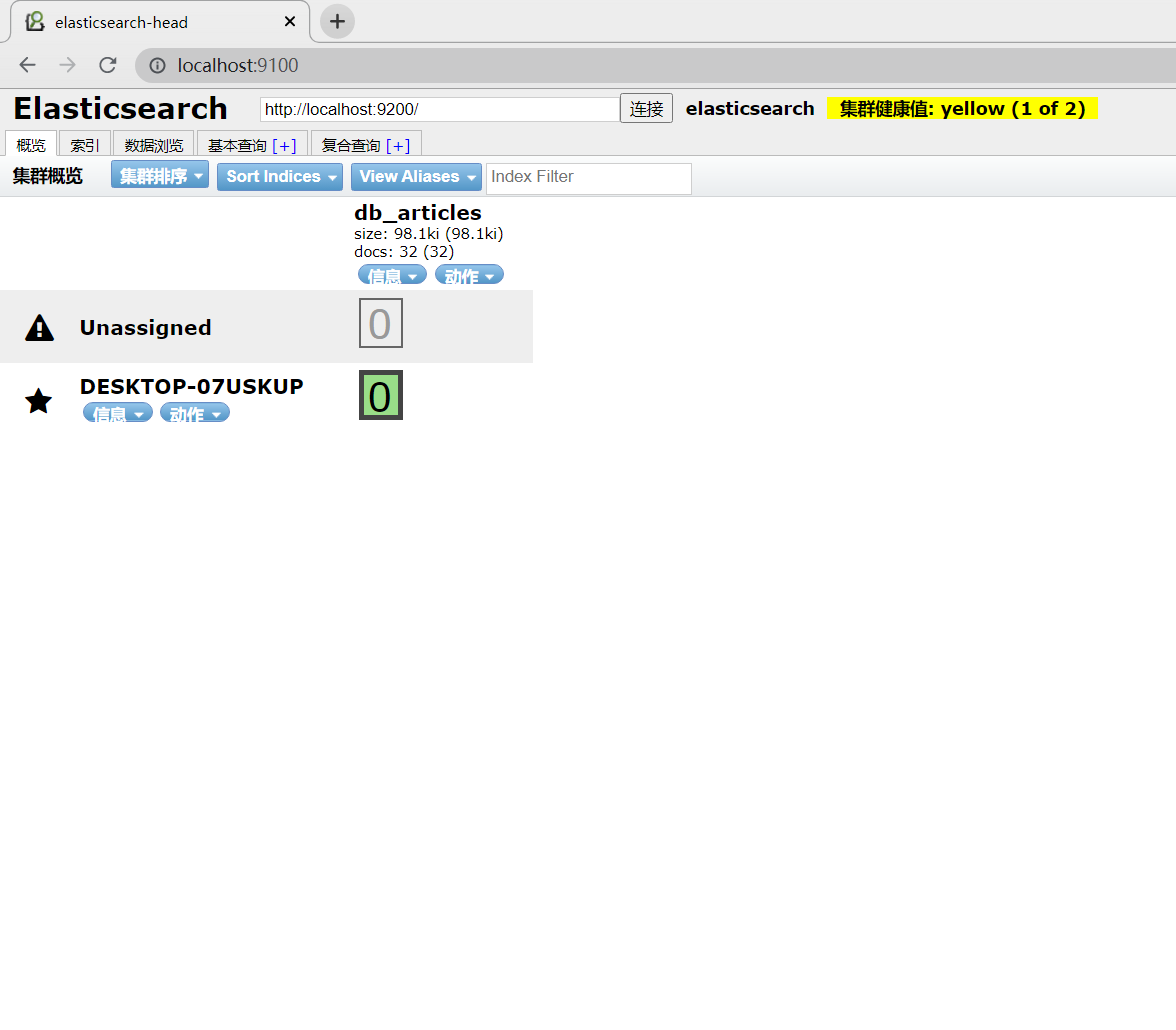 elasticsearch-head
localhost:9100
Elasticsearch http://localhost:9200/ 连接 elasticsearch 集群健康值: yellow (1 of 2)
概览 索引 数据浏览 基本查询 [+] 复合查询 [+]
集群概览 集群排序 Sort Indices View Aliases Index Filter
db_articles
size: 98.1ki (98.1ki)
docs: 32 (32)
信息 动作
Unassigned 0
DESKTOP-07USKUP 0
信息 动作